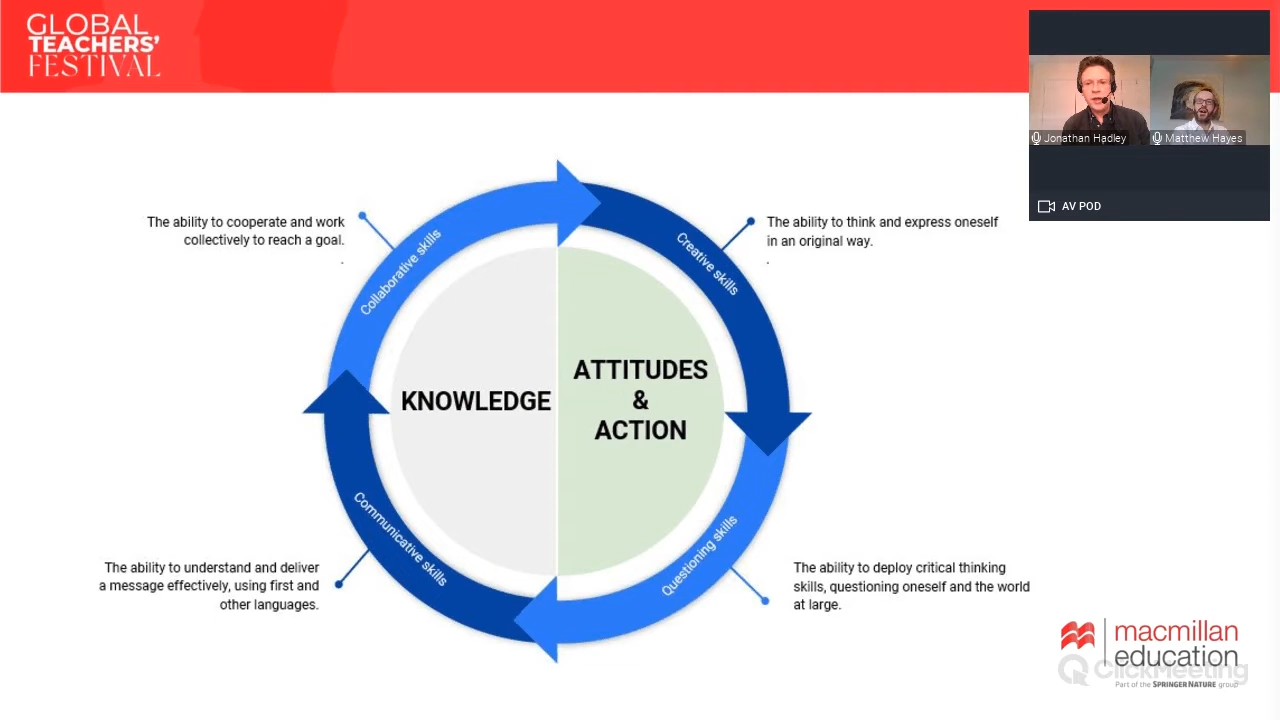 GLOBAL
TEACHERS'
FESTIVAL
Jonathan Hadley
Matthew Hayes
AV POD
The ability to cooperate and work
collectively to reach a goal.
.
The ability to think and express oneself
in an original way.
.
Collaborative skills
Creative skills
KNOWLEDGE
ATTITUDES
&
ACTION
Communicative skills
Questioning skills
The ability to understand and deliver
a message effectively, using first and
other languages.
The ability to deploy critical thinking
skills, questioning oneself and the world
at large.
macmillan
education
ClickMeeting
Part of the SPRINGER NATURE group